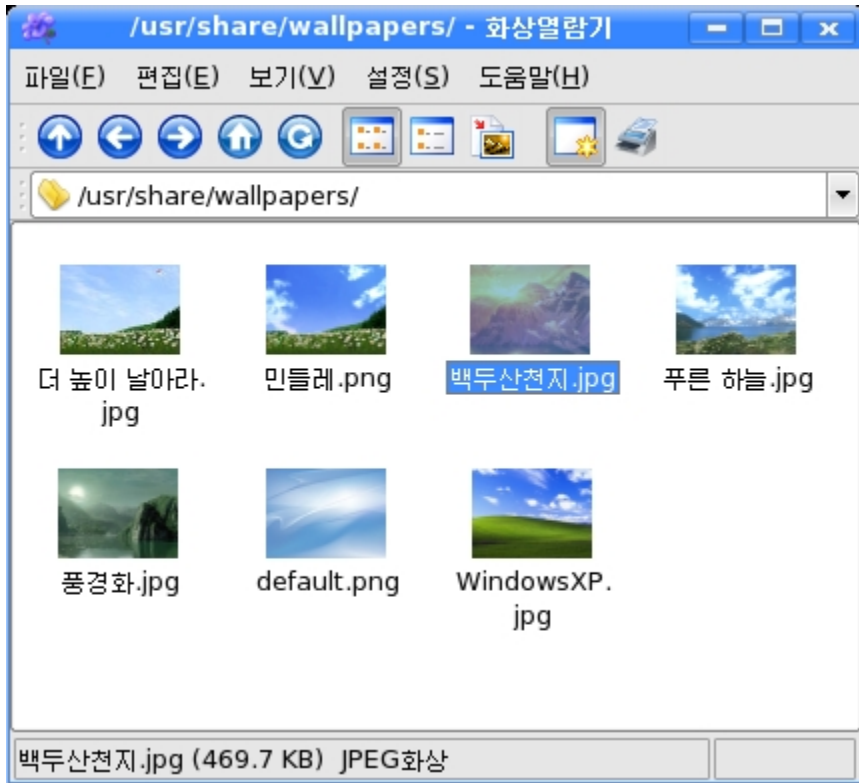 /usr/share/wallpapers/ - 화상열람기
파일(F) 편집(E) 보기(V) 설정(S) 도움말(H)
/usr/share/wallpapers/
더 높이 날아라.
jpg
민들레.png
백두산천지.jpg
푸른 하늘.jpg
풍경화.jpg
default.png
WindowsXP.
jpg
백두산천지.jpg (469.7 KB) JPEG화상